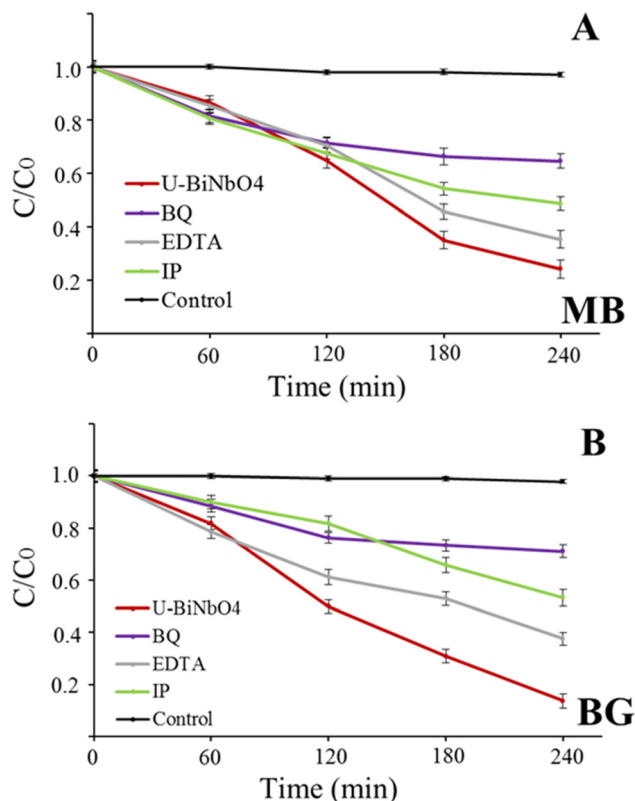 A
C/C0
1.0
0.8
0.6
0.4
0.2
U-BiNbO4
BQ
EDTA
IP
Control
MB
0 60 120 180 240
Time (min)
B
C/C0
1.0
0.8
0.6
0.4
0.2
U-BiNbO4
BQ
EDTA
IP
Control
BG
0 60 120 180 240
Time (min)